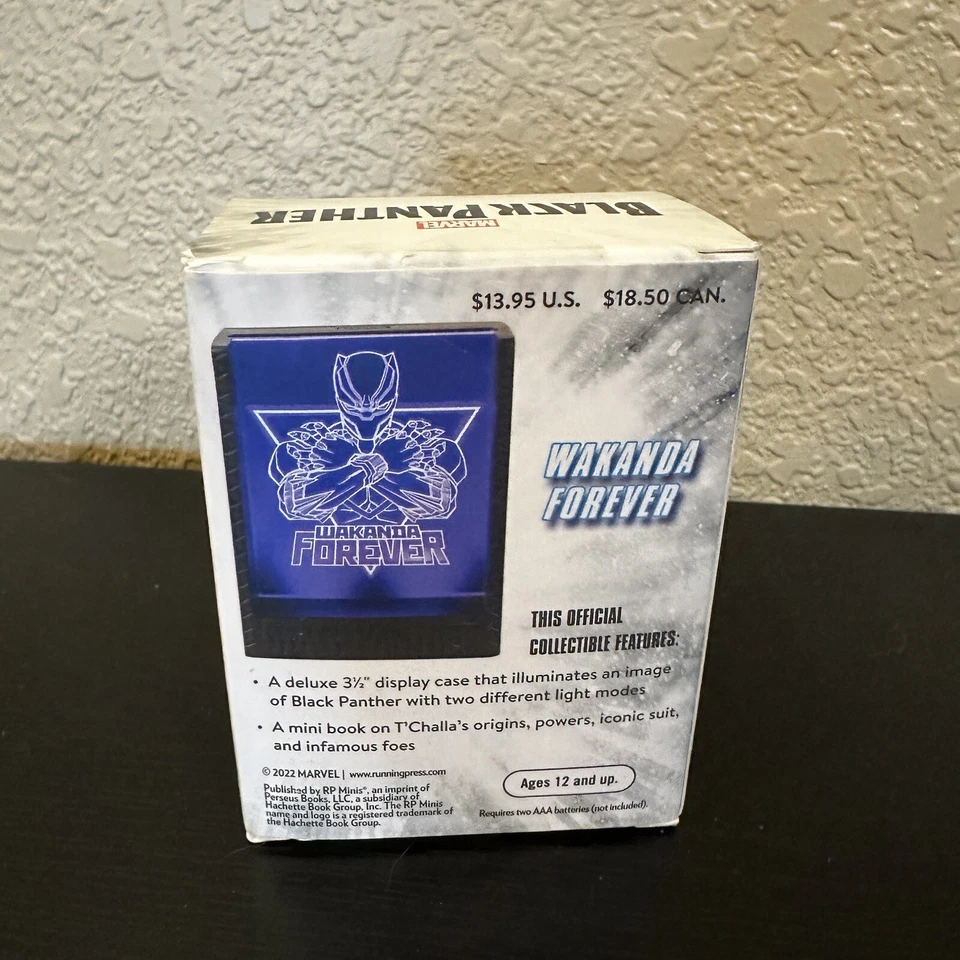 BLACK PANTHER
MARVEL
$13.95 U.S. $18.50 CAN.
WAKANDA
FOREVER
WAKANDA
FOREVER
THIS OFFICIAL
COLLECTIBLE FEATURES:
• A deluxe 3½" display case that illuminates an image
of Black Panther with two different light modes
• A mini book on T'Challa's origins, powers, iconic suit,
and infamous foes
© 2022 MARVEL | www.runningpress.com
Published by RP Minis®, an imprint of
Perseus Books, LLC, a subsidiary of
Hachette Book Group, Inc. The RP Minis
name and logo is a registered trademark of
the Hachette Book Group.
Ages 12 and up.
Requires two AAA batteries (not included).